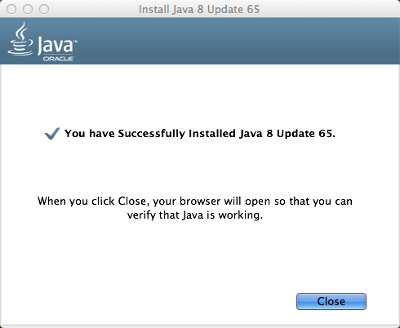 Install Java 8 Update 65
Java™
ORACLE
You have Successfully Installed Java 8 Update 65.
When you click Close, your browser will open so that you can
verify that Java is working.
Close